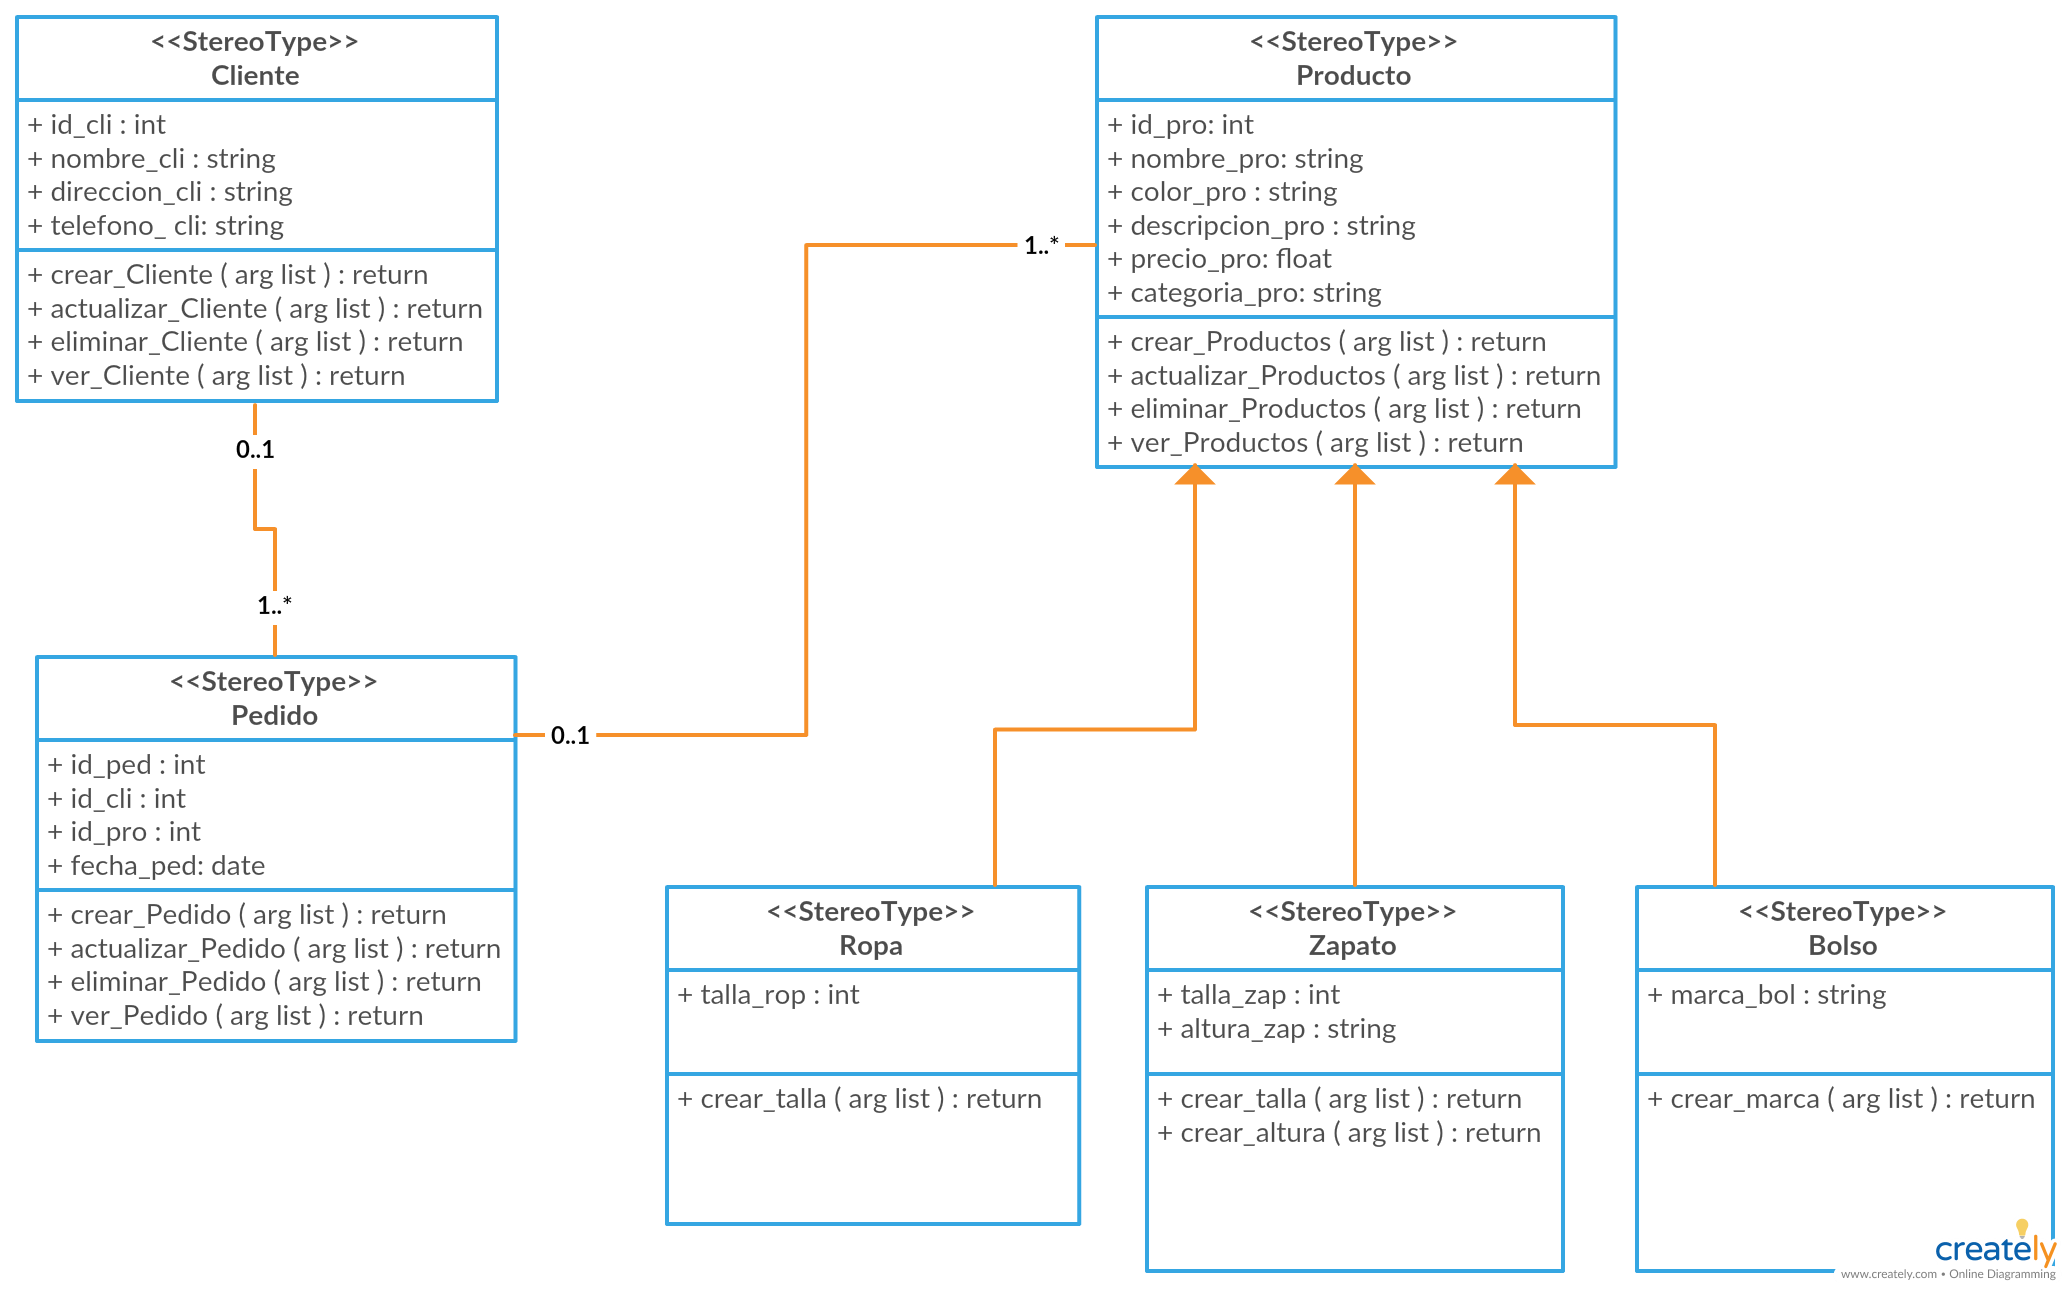 <<StereoType>>
Cliente
+ id_cli : int
+ nombre_cli : string
+ direccion_cli : string
+ telefono_ cli: string
+ crear_Cliente ( arg list ) : return
+ actualizar_Cliente ( arg list ) : return
+ eliminar_Cliente ( arg list ) : return
+ ver_Cliente ( arg list ) : return
<<StereoType>>
Producto
+ id_pro: int
+ nombre_pro: string
+ color_pro : string
+ descripcion_pro : string
+ precio_pro: float
+ categoria_pro: string
+ crear_Productos ( arg list ) : return
+ actualizar_Productos ( arg list ) : return
+ eliminar_Productos ( arg list ) : return
+ ver_Productos ( arg list ) : return
1..*
0..1
1..*
0..1
<<StereoType>>
Pedido
+ id_ped : int
+ id_cli : int
+ id_pro : int
+ fecha_ped: date
+ crear_Pedido ( arg list ) : return
+ actualizar_Pedido ( arg list ) : return
+ eliminar_Pedido ( arg list ) : return
+ ver_Pedido ( arg list ) : return
<<StereoType>>
Ropa
+ talla_rop : int
+ crear_talla ( arg list ) : return
<<StereoType>>
Zapato
+ talla_zap : int
+ altura_zap : string
+ crear_talla ( arg list ) : return
+ crear_altura ( arg list ) : return
<<StereoType>>
Bolso
+ marca_bol : string
+ crear_marca ( arg list ) : return
creately
www.creately.com • Online Diagramming